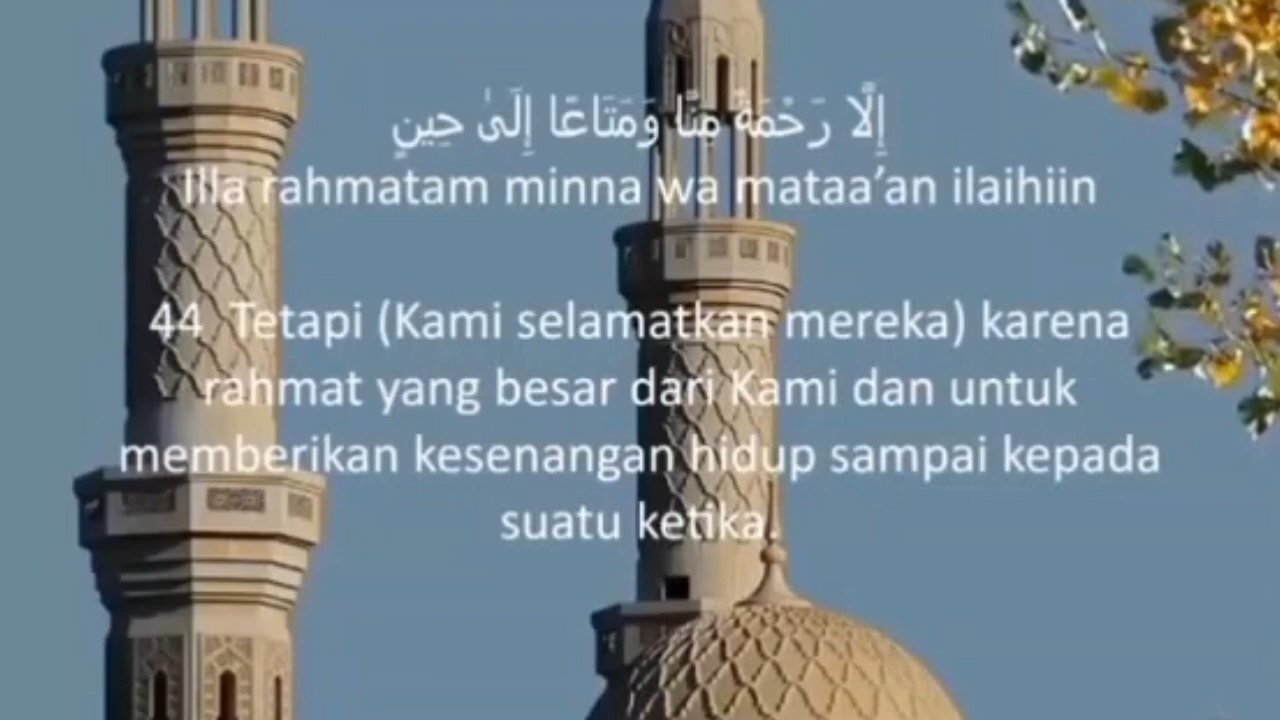 إِلَّا رَحْمَةً مِنَّا وَمَتَاعًا إِلَىٰ حِينٍ
Illa rahmatam minna wa mataa’an ilaihiin
44 Tetapi (Kami selamatkan mereka) karena
rahmat yang besar dari Kami dan untuk
memberikan kesenangan hidup sampai kepada
suatu ketika.